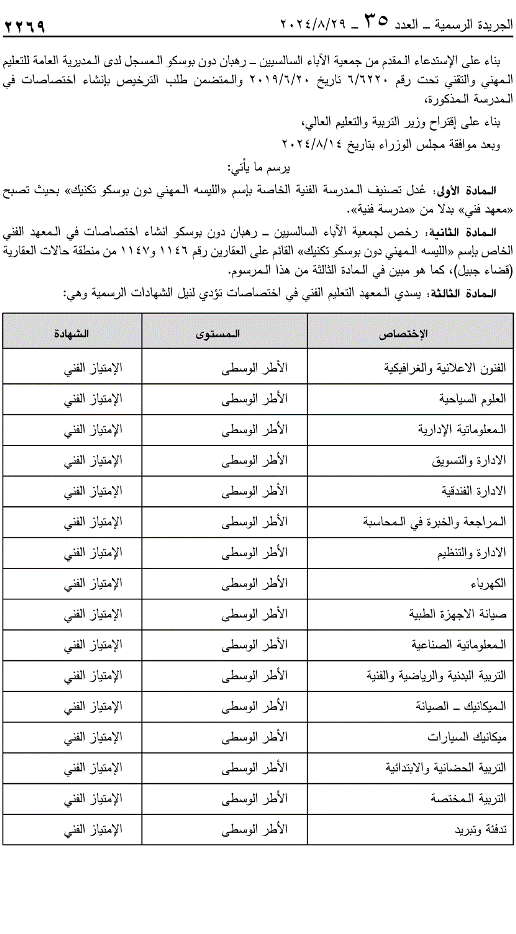 الجريدة الرسمية ــ العدد ٣٥ ــ ٢٠٢٤/٨/٢٩ ٢٢٦٩
بناء على الإستدعاء المقدم من جمعية الآباء السالسيين ــ رهبان دون بوسكو المسجل لدى المديرية العامة للتعليم
المهني والتقني تحت رقم ٦/٦٢٢٠ تاريخ ٢٠١٩/٦/٢٠ والمتضمن طلب الترخيص بإنشاء اختصاصات في
المدرسة المذكورة،
بناء على إقتراح وزير التربية والتعليم العالي،
وبعد موافقة مجلس الوزراء بتاريخ ٢٠٢٤/٨/١٤
يرسم ما يأتي:
المادة الأولى: عُدل تصنيف المدرسة الفنية الخاصة بإسم «الليسه المهني دون بوسكو تكنيك» بحيث تصبح
«معهد فني» بدلا من «مدرسة فنية».
المادة الثانية: رخص لجمعية الآباء السالسيين ــ رهبان دون بوسكو انشاء اختصاصات في المعهد الفني
الخاص بإسم «الليسه المهني دون بوسكو تكنيك» القائم على العقارين رقم ١١٤٦ و١١٤٧ من منطقة حالات العقارية
(قضاء جبيل)، كما هو مبين في المادة الثالثة من هذا المرسوم.
المادة الثالثة: يسدي المعهد التعليم الفني في اختصاصات تؤدي لنيل الشهادات الرسمية وهي:
الإختصاص المستوى الشهادة
الفنون الاعلانية والغرافيكية الأطر الوسطى الإمتياز الفني
العلوم السياحية الأطر الوسطى الإمتياز الفني
المعلوماتية الإدارية الأطر الوسطى الإمتياز الفني
الادارة والتسويق الأطر الوسطى الإمتياز الفني
الادارة الفندقية الأطر الوسطى الإمتياز الفني
المراجعة والخبرة في المحاسبة الأطر الوسطى الإمتياز الفني
الادارة والتنظيم الأطر الوسطى الإمتياز الفني
الكهرباء الأطر الوسطى الإمتياز الفني
صيانة الاجهزة الطبية الأطر الوسطى الإمتياز الفني
المعلوماتية الصناعية الأطر الوسطى الإمتياز الفني
التربية البدنية والرياضية والفنية الأطر الوسطى الإمتياز الفني
الميكانيك ــ الصيانة الأطر الوسطى الإمتياز الفني
ميكانيك السيارات الأطر الوسطى الإمتياز الفني
التربية الحضانية والابتدائية الأطر الوسطى الإمتياز الفني
التربية المختصة الأطر الوسطى الإمتياز الفني
تدفئة وتبريد الأطر الوسطى الإمتياز الفني